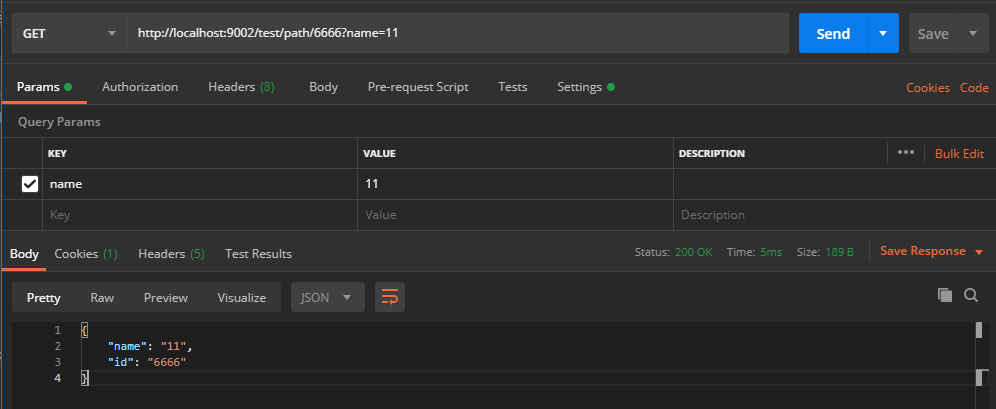 GET http://localhost:9002/test/path/6666?name=11 Send Save
Params Authorization Headers (8) Body Pre-request Script Tests Settings Cookies Code
Query Params
KEY VALUE DESCRIPTION ••• Bulk Edit
name 11
Key Value Description
Body Cookies (1) Headers (5) Test Results Status: 200 OK Time: 5ms Size: 189 B Save Response
Pretty Raw Preview Visualize JSON
1 {
2 "name": "11",
3 "id": "6666"
4 }